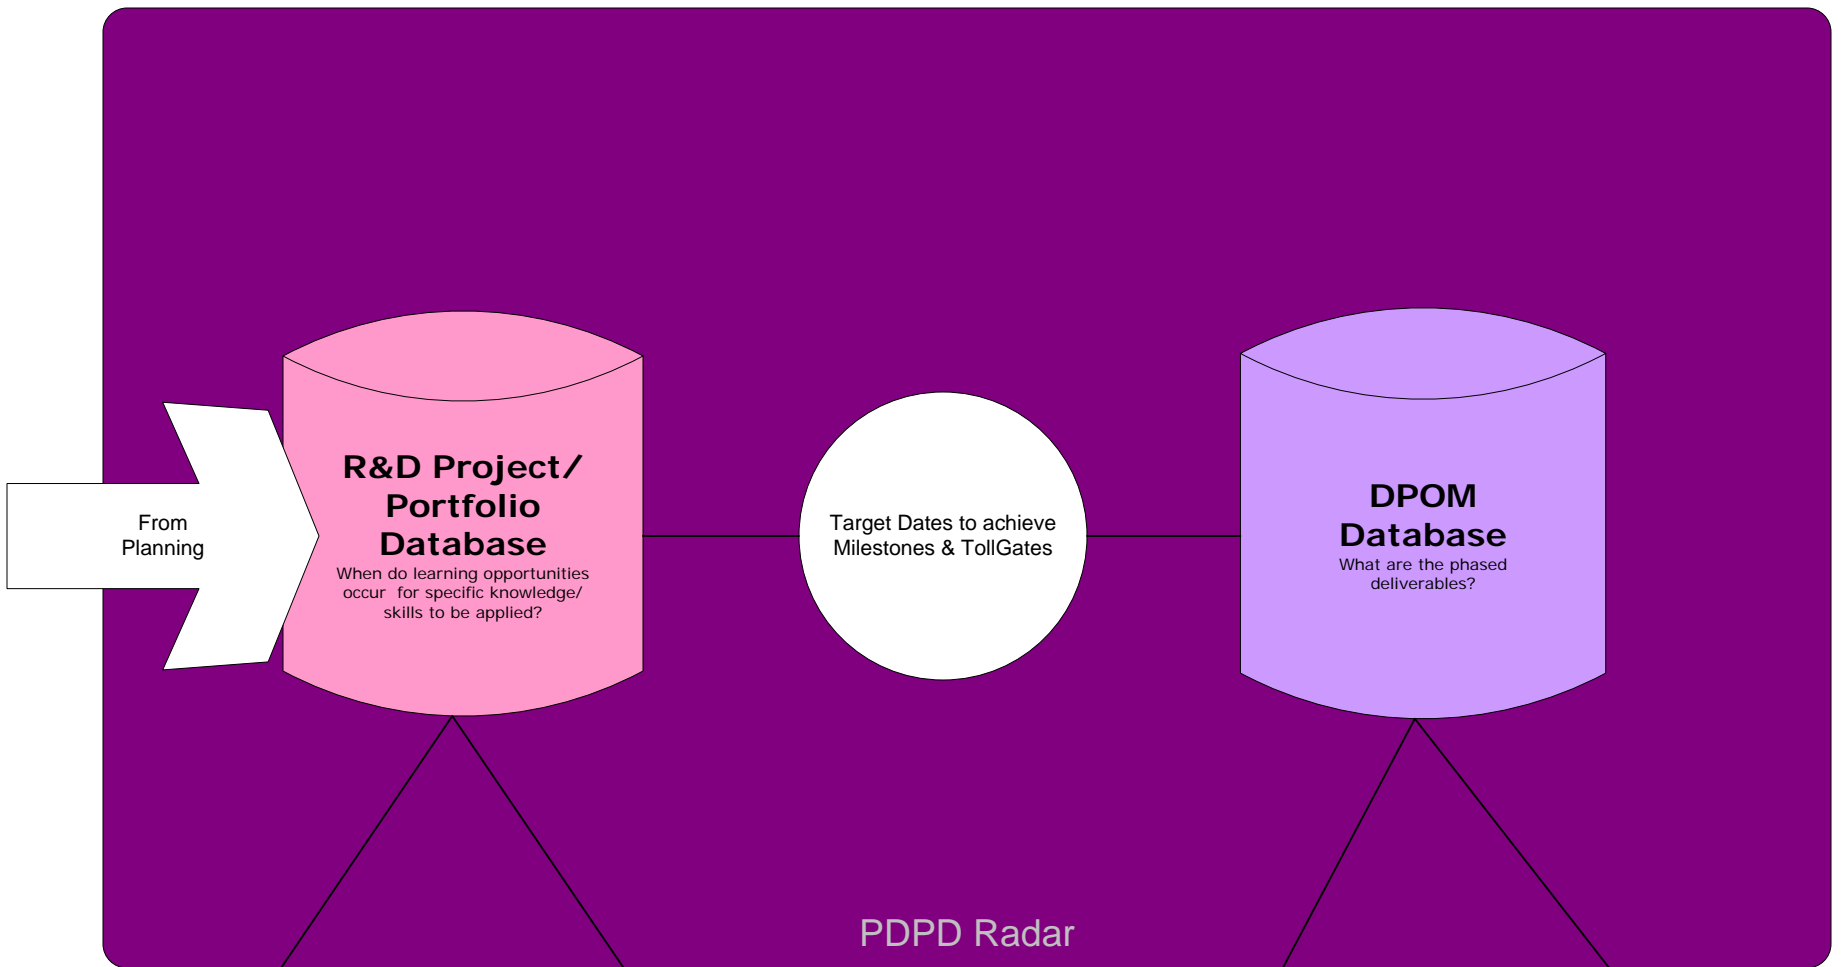 From
Planning
R&D Project/
Portfolio
Database
When do learning opportunities
occur  for specific knowledge/
skills to be applied?
Target Dates to achieve
Milestones & TollGates
DPOM
Database
What are the phased
deliverables?
PDPD Radar